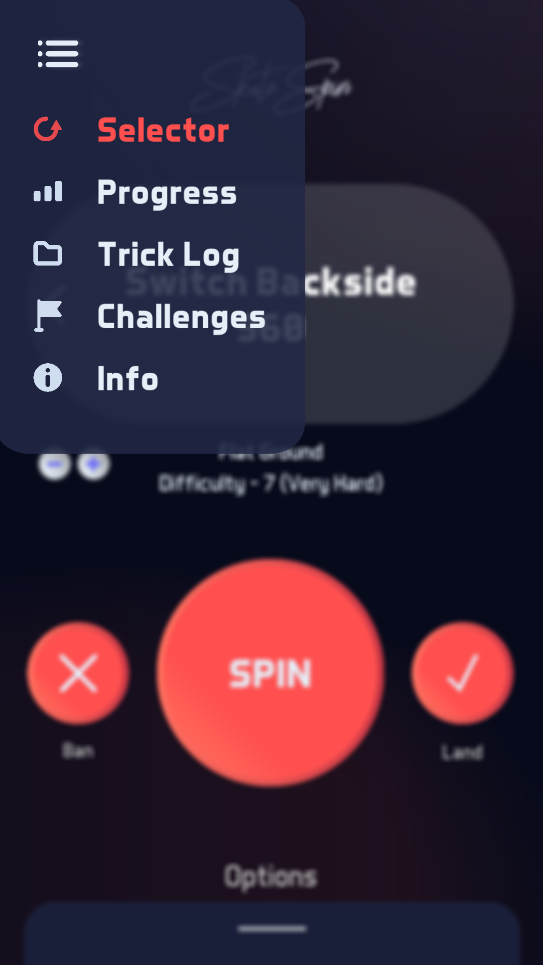 Skate Spin
Selector
Progress
Trick Log
Challenges
Info
Switch Backside
Flat Ground
Difficulty - 7 (Very Hard)
SPIN
Ban
Land
Options